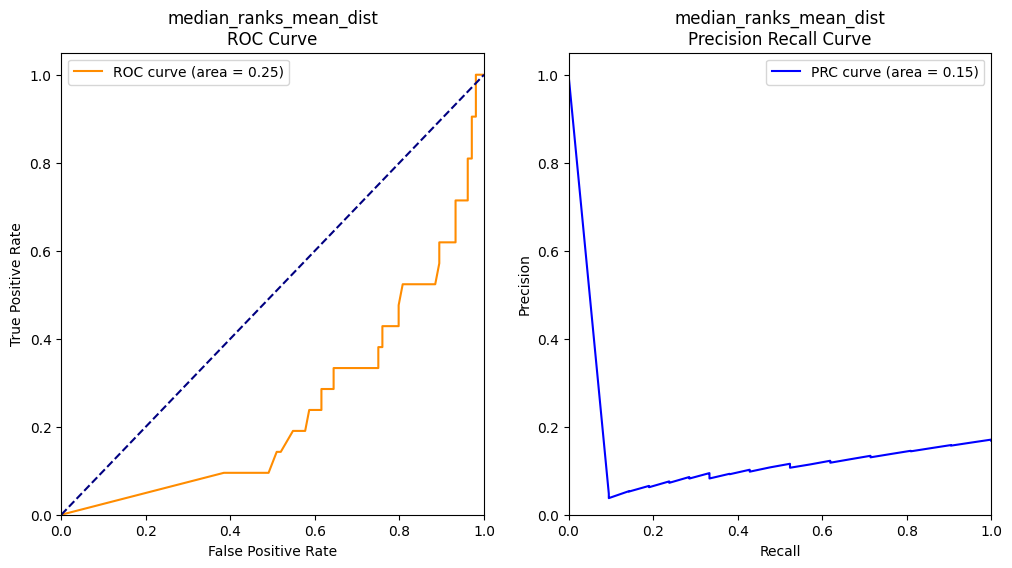 median_ranks_mean_dist
ROC Curve
ROC curve (area = 0.25)
True Positive Rate
1.0
0.8
0.6
0.4
0.2
0.0
0.0 0.2 0.4 0.6 0.8 1.0
False Positive Rate
median_ranks_mean_dist
Precision Recall Curve
PRC curve (area = 0.15)
Precision
1.0
0.8
0.6
0.4
0.2
0.0
0.0 0.2 0.4 0.6 0.8 1.0
Recall